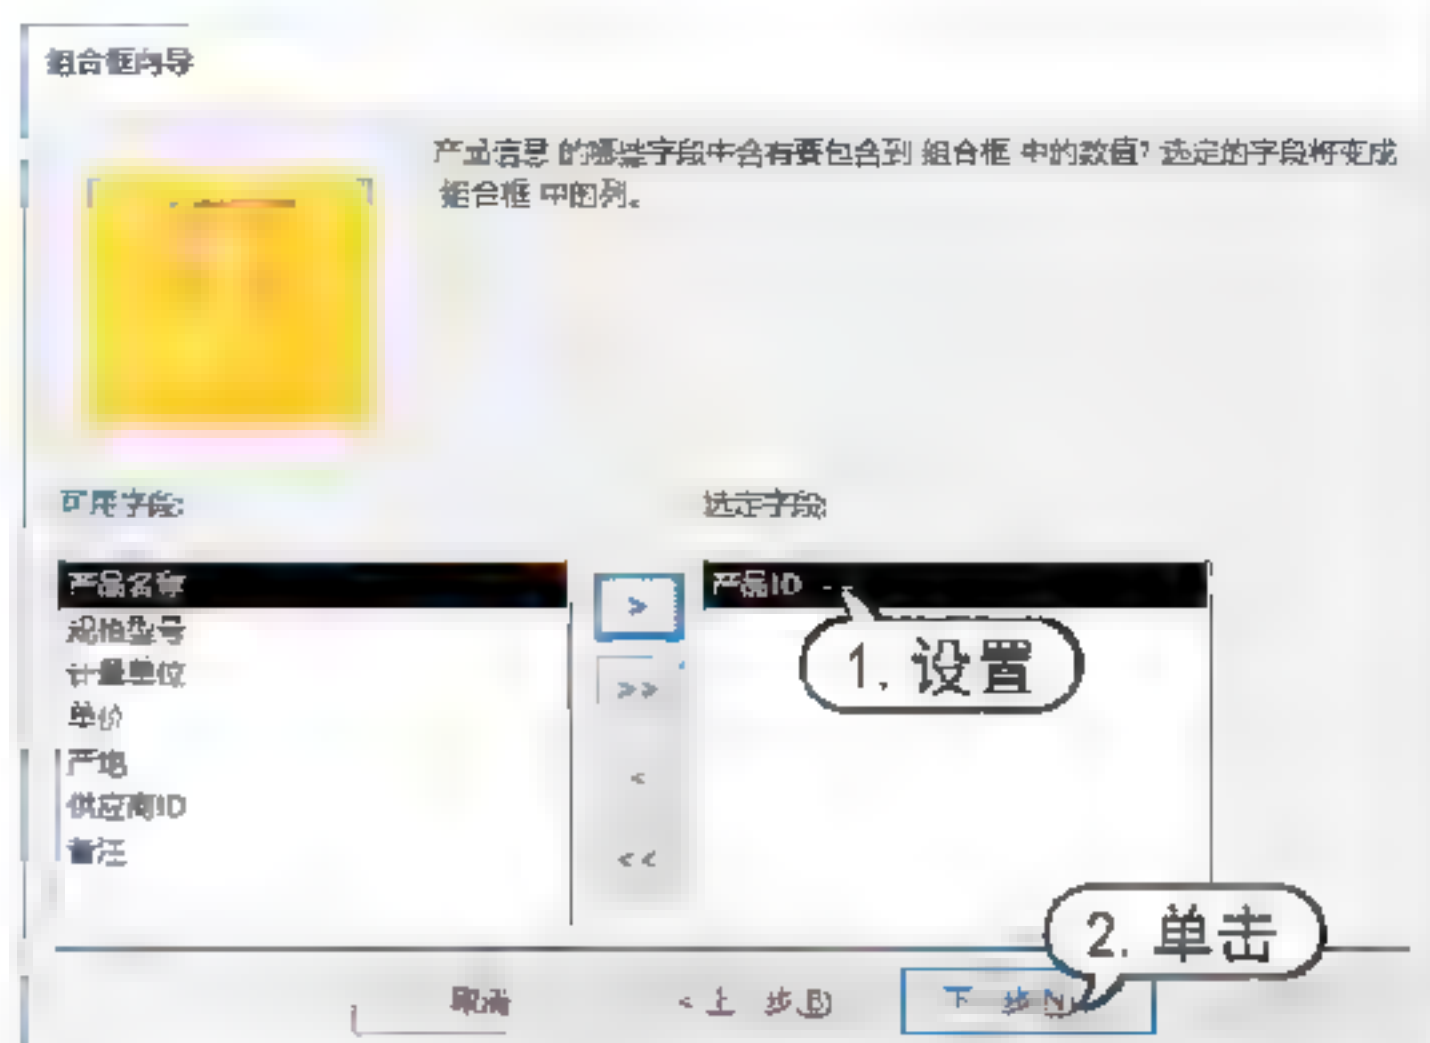 组合框向导
产品信息 的哪些字段中含有要包含到 组合框 中的数值? 选定的字段将变成
组合框 中的列。
可用字段:
选定字段:
产品名称
规格型号
计量单位
单价
产地
供应商ID
备注
>
>>
<
<<
产品ID
1. 设置
2. 单击
取消
< 上一步(B)
下一步(N)